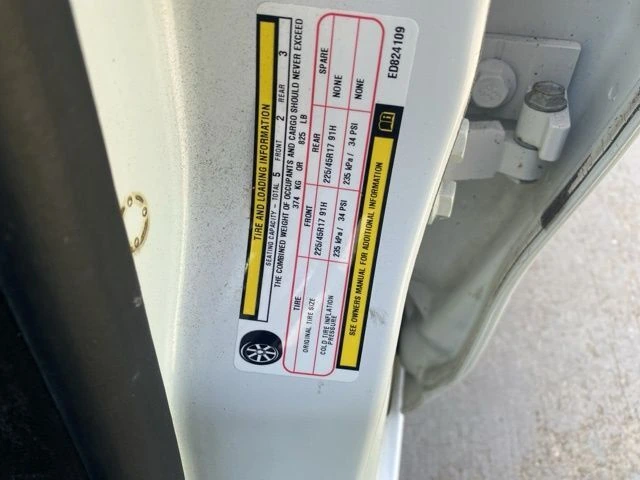 TIRE AND LOADING INFORMATION
SEATING CAPACITY - TOTAL 5 FRONT 2 REAR 3
THE COMBINED WEIGHT OF OCCUPANTS AND CARGO SHOULD NEVER EXCEED
374 KG OR 825 LB
TIRE FRONT REAR SPARE
ORIGINAL TIRE SIZE 225/45R17 91H 225/45R17 91H NONE
COLD TIRE INFLATION PRESSURE 235 kPa / 34 PSI 235 kPa / 34 PSI NONE
SEE OWNERS MANUAL FOR ADDITIONAL INFORMATION
ED824109